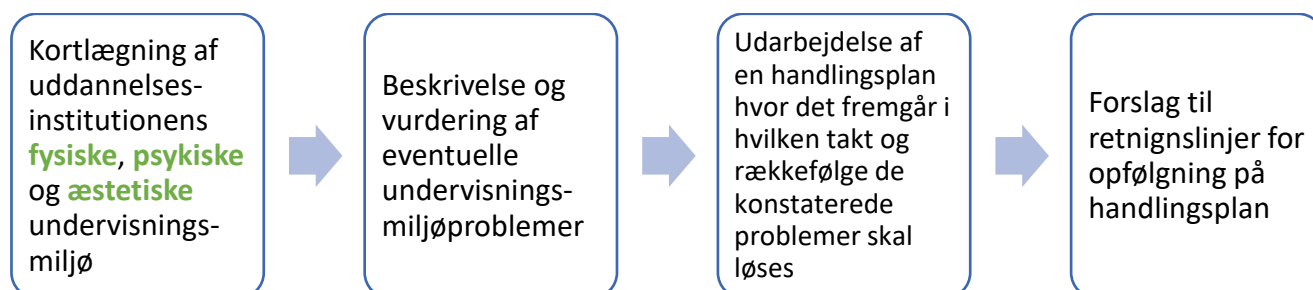 Kortlægning af
uddannelses-
institutionens
fysiske, psykiske
og æstetiske
undervisnings-
miljø
Beskrivelse og
vurdering af
eventuelle
undervisnings-
miljøproblemer
Udarbejdelse af
en handlingsplan
hvor det fremgår i
hvilken takt og
rækkefølge de
konstaterede
problemer skal
løses
Forslag til
retnignslinjer for
opfølgning på
handlingsplan